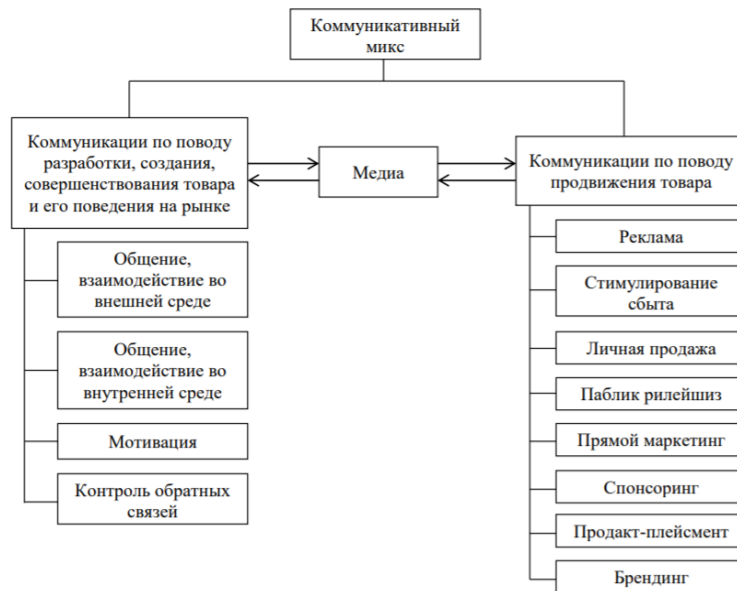 Коммуникативный
микс
Коммуникации по поводу
разработки, создания,
совершенствования товара
и его поведения на рынке
Медиа
Коммуникации по поводу
продвижения товара
Общение,
взаимодействие во
внешней среде
Общение,
взаимодействие во
внутренней среде
Мотивация
Контроль обратных
связей
Реклама
Стимулирование
сбыта
Личная продажа
Паблик рилейшиз
Прямой маркетинг
Спонсоринг
Продакт-плейсмент
Брендинг